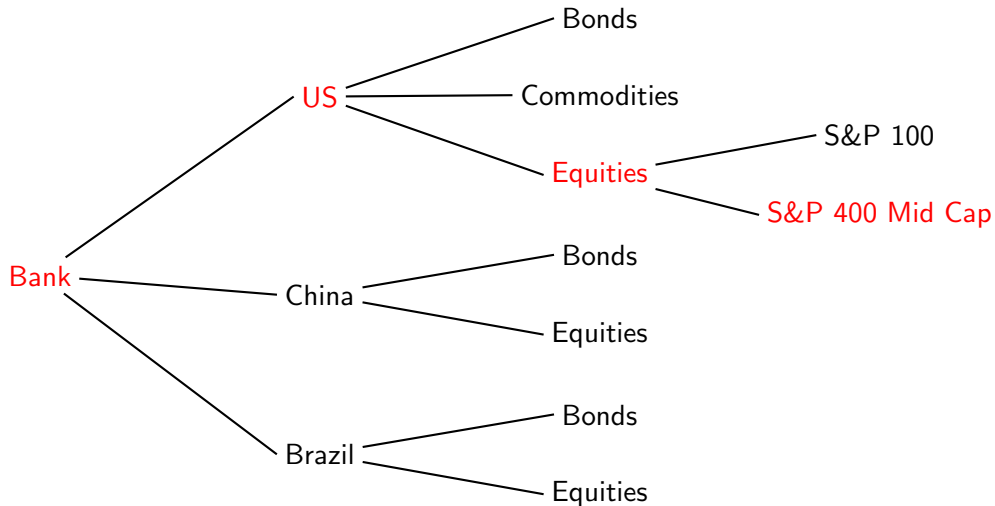 Bonds
US
Commodities
S&P 100
Equities
S&P 400 Mid Cap
Bonds
Bank
China
Equities
Bonds
Brazil
Equities